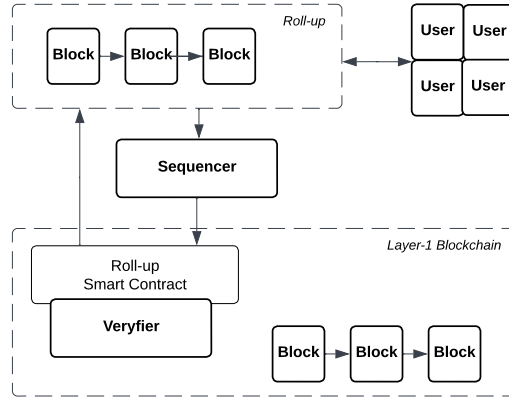 Roll-up
User
User
Block
Block
Block
User
User
Sequencer
Layer-1 Blockchain
Roll-up
Smart Contract
Veryfier
Block
Block
Block